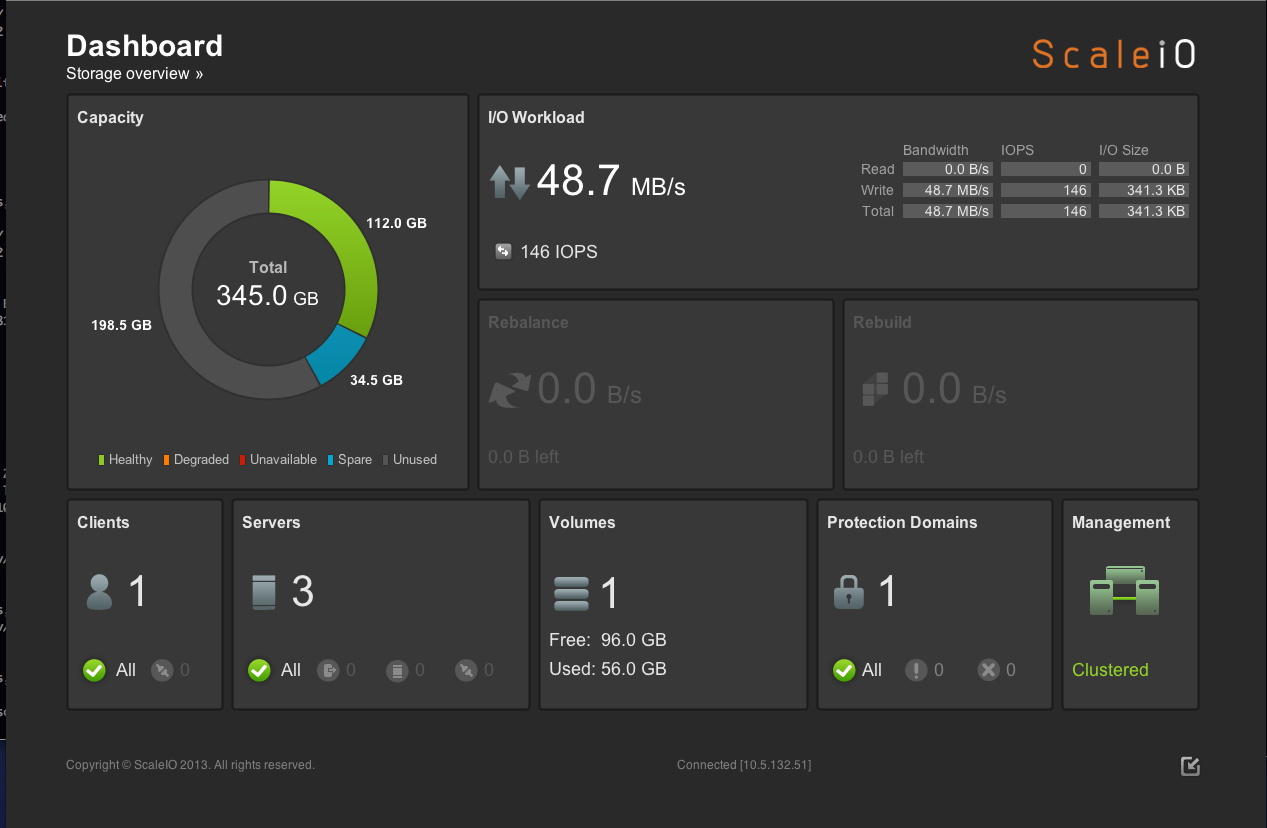 Dashboard
Storage overview »
ScaleiO
Capacity
112.0 GB
Total
345.0 GB
198.5 GB
34.5 GB
Healthy Degraded Unavailable Spare Unused
I/O Workload
48.7 MB/s
146 IOPS
Bandwidth IOPS I/O Size
Read 0.0 B/s 0 0.0 B
Write 48.7 MB/s 146 341.3 KB
Total 48.7 MB/s 146 341.3 KB
Rebalance
0.0 B/s
0.0 B left
Rebuild
0.0 B/s
0.0 B left
Clients
1
All 0
Servers
3
All 0 0 0
Volumes
1
Free: 96.0 GB
Used: 56.0 GB
Protection Domains
1
All 0 0
Management
Clustered
Copyright © ScaleIO 2013. All rights reserved.
Connected [10.5.132.51]